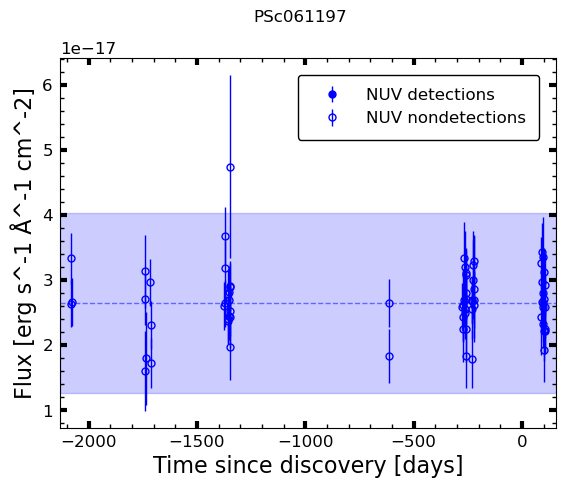 PSc061197
1e−17
NUV detections
NUV nondetections
6
5
4
3
2
1
Flux [erg s^-1 Å^-1 cm^-2]
−2000 −1500 −1000 −500 0
Time since discovery [days]